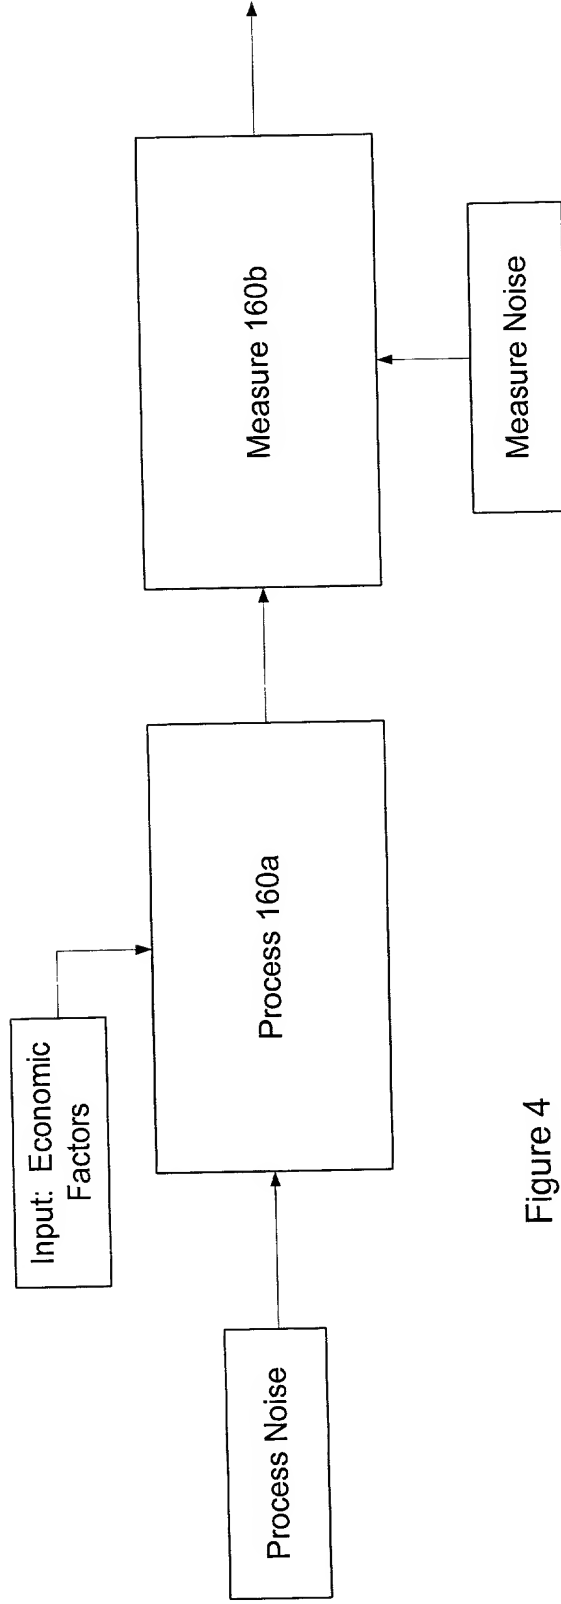 Input: Economic
Factors
Process Noise
Process 160a
Measure 160b
Measure Noise
Figure 4